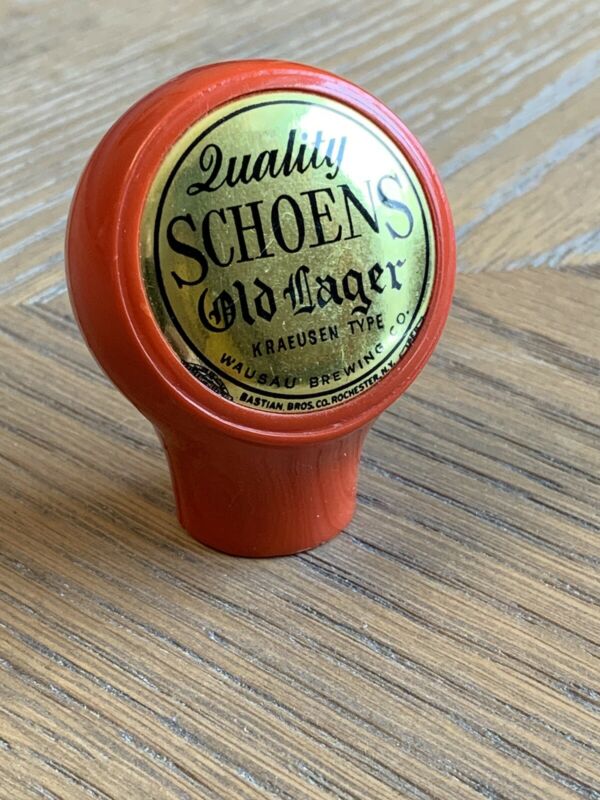 Quality
SCHOENS
Old Lager
KRAEUSEN TYPE
WAUSAU BREWING CO.
BASTIAN BROS. CO. ROCHESTER, N.Y.